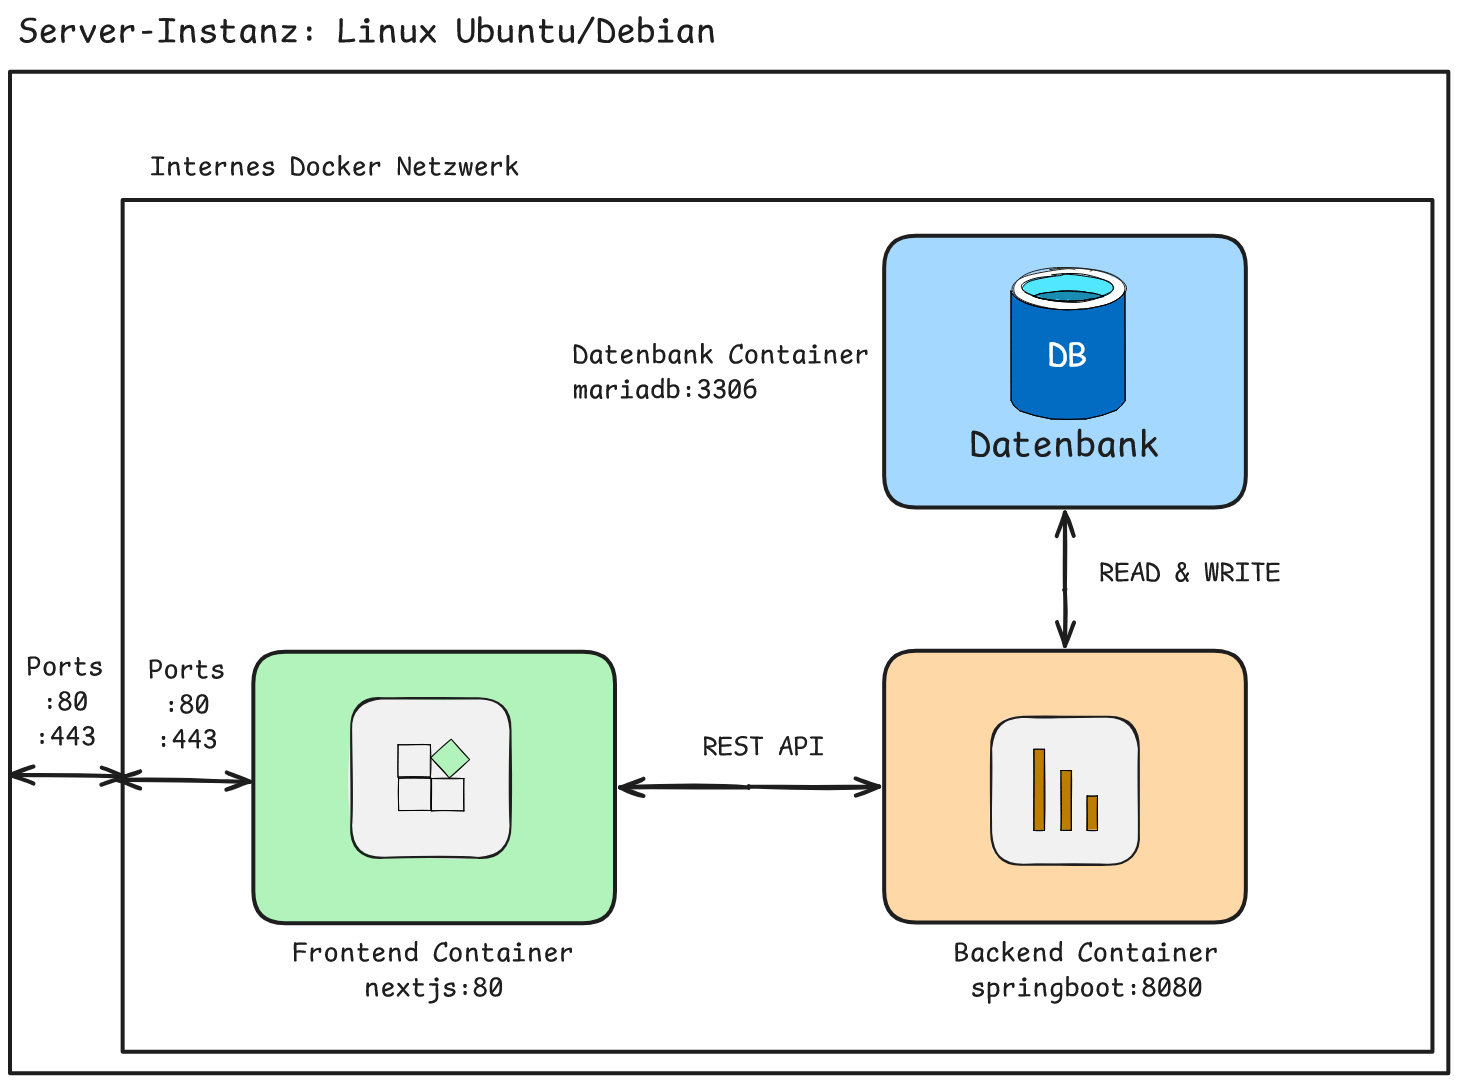 Server-Instanz: Linux Ubuntu/Debian
Internes Docker Netzwerk
Datenbank Container
mariadb:3306
DB
Datenbank
READ & WRITE
Ports
:80
:443
Ports
:80
:443
REST API
Frontend Container
nextjs:80
Backend Container
springboot:8080